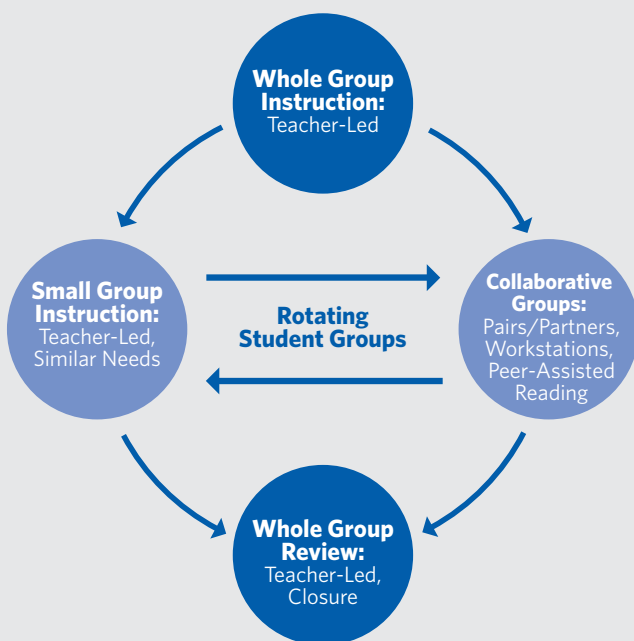 Whole Group
Instruction:
Teacher-Led
Small Group
Instruction:
Teacher-Led,
Similar Needs
Rotating
Student Groups
Collaborative
Groups:
Pairs/Partners,
Workstations,
Peer-Assisted
Reading
Whole Group
Review:
Teacher-Led,
Closure